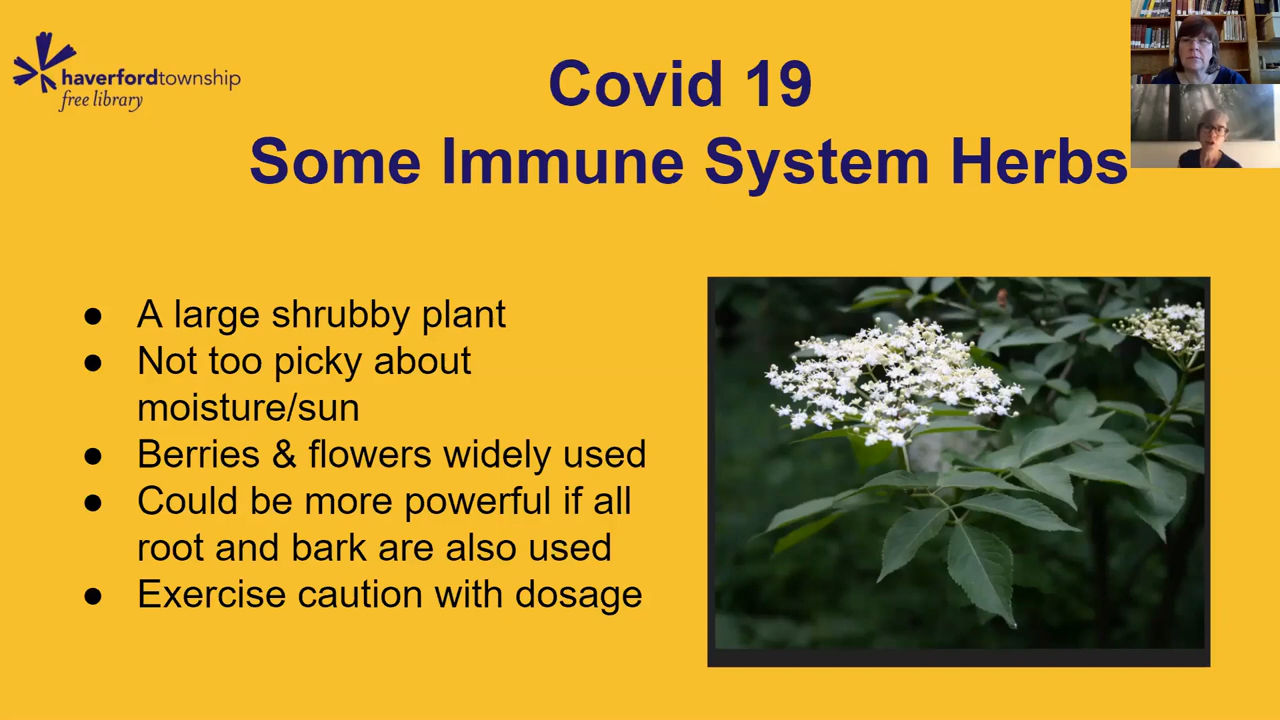 haverfordtownship
free library
Covid 19
Some Immune System Herbs
● A large shrubby plant
● Not too picky about
moisture/sun
● Berries & flowers widely used
● Could be more powerful if all
root and bark are also used
● Exercise caution with dosage